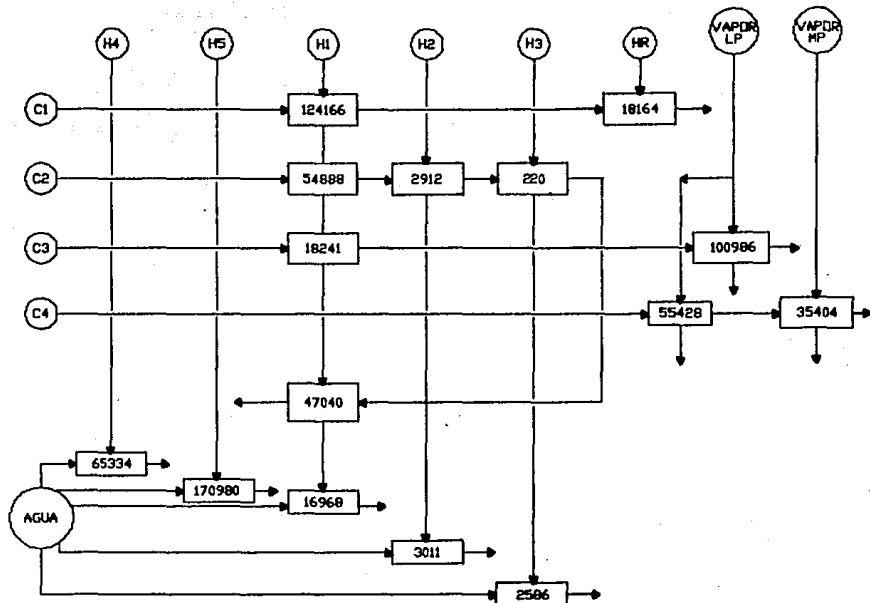 H4
H5
H1
H2
H3
HR
VAPOR
LP
VAPOR
MP
C1
124166
18164
C2
54888
2912
220
C3
18241
100986
C4
55428
35404
47040
65334
170980
16968
AGUA
3011
2586